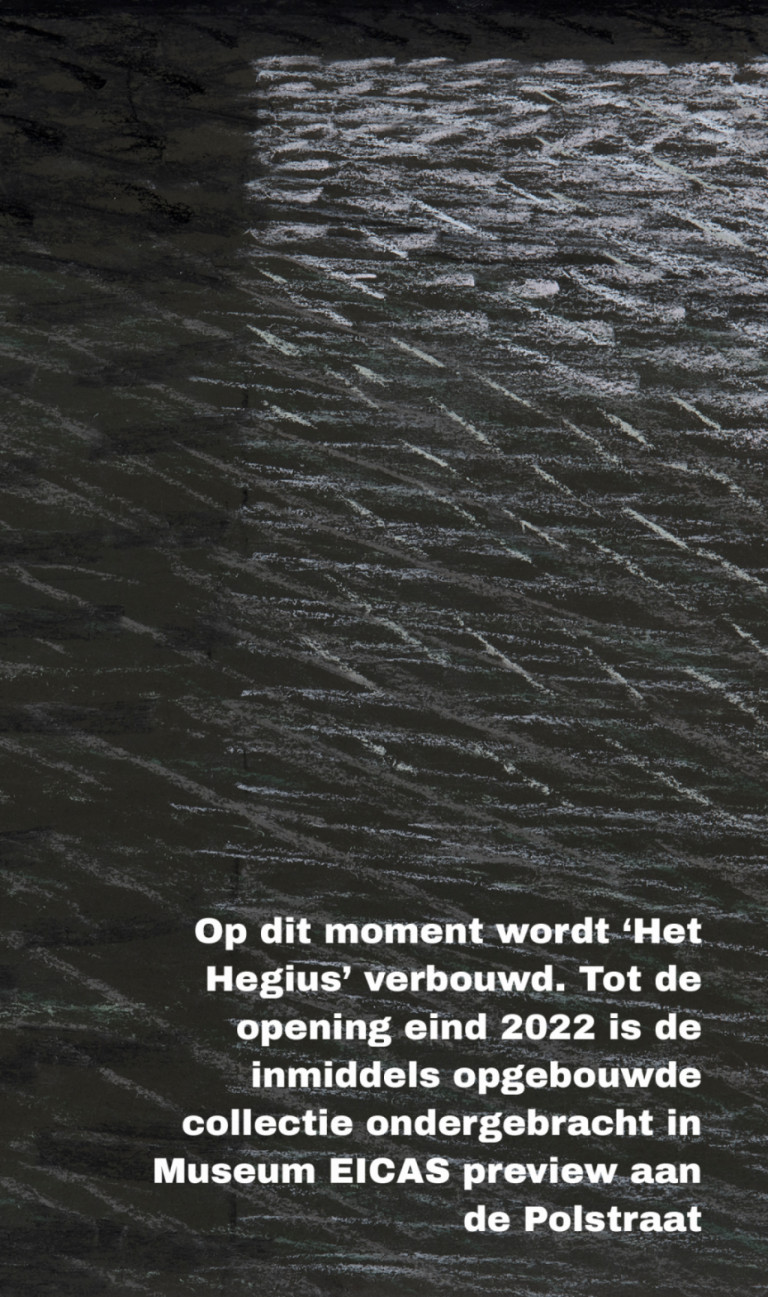 Op dit moment wordt ‘Het
Hegius’ verbouwd. Tot de
opening eind 2022 is de
inmiddels opgebouwde
collectie ondergebracht in
Museum EICAS preview aan
de Polstraat